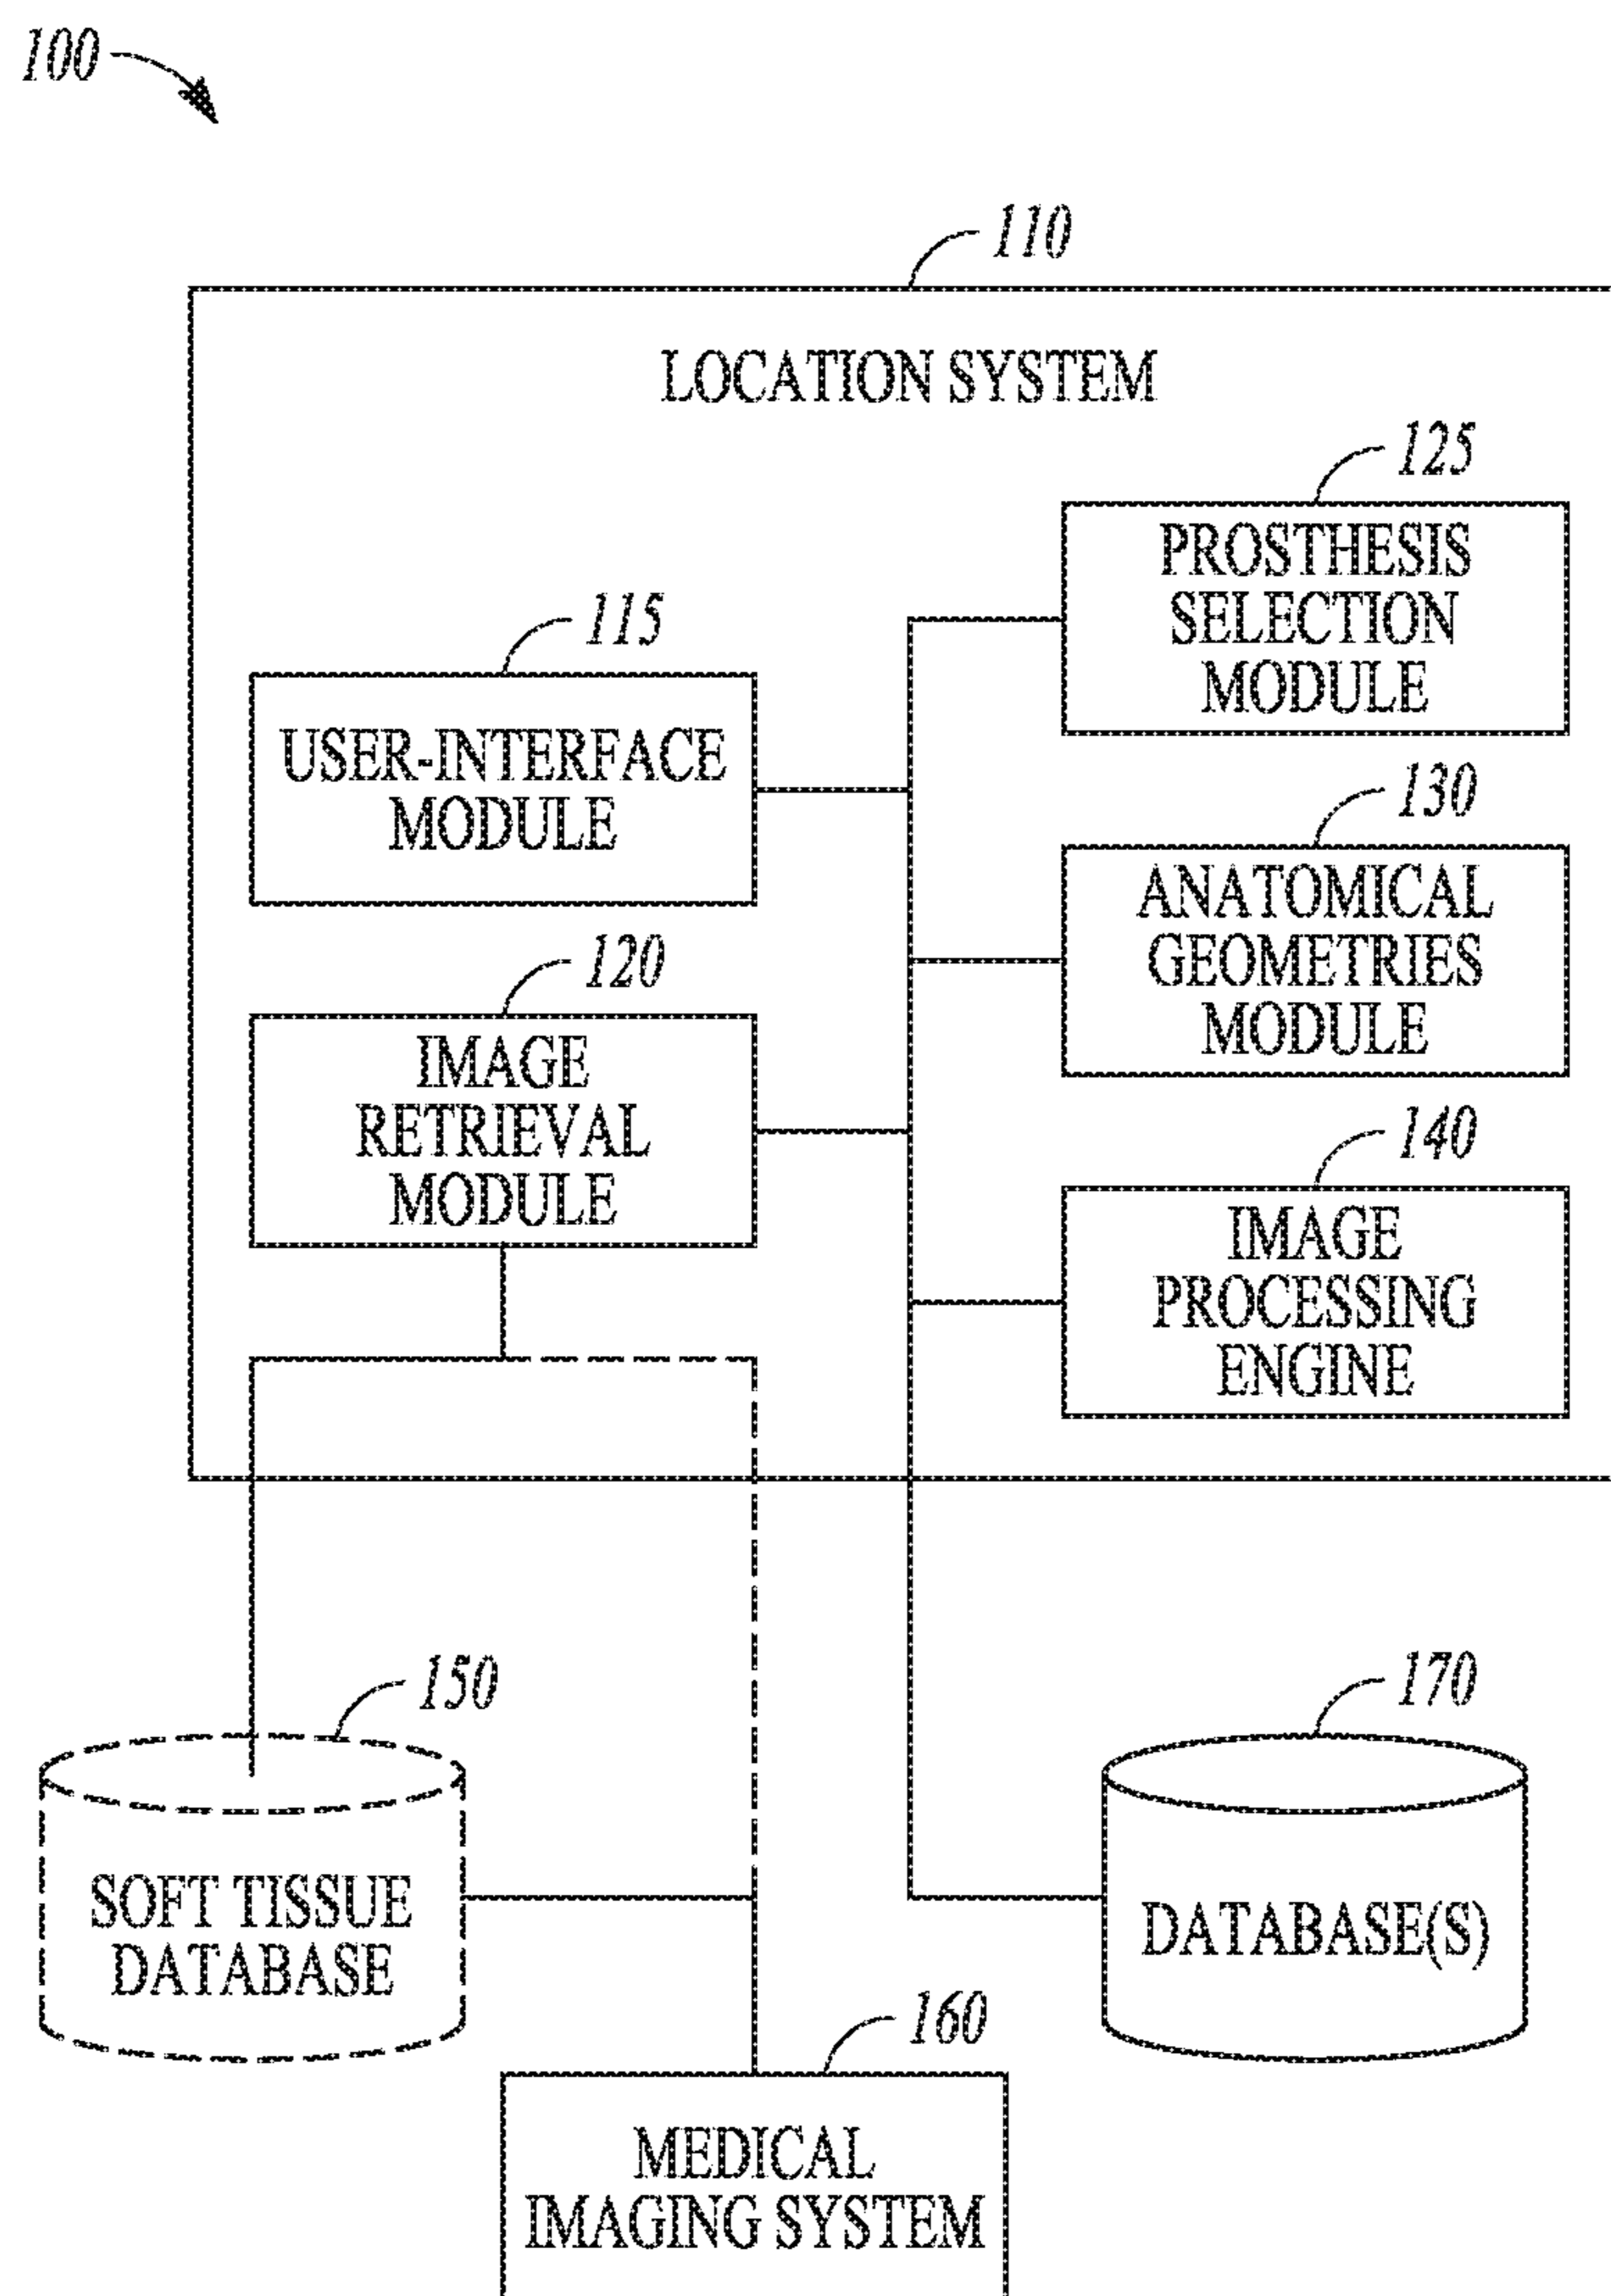 100
110
LOCATION SYSTEM
125
PROSTHESIS
SELECTION
MODULE
115
USER-INTERFACE
MODULE
130
ANATOMICAL
GEOMETRIES
MODULE
120
IMAGE
RETRIEVAL
MODULE
140
IMAGE
PROCESSING
ENGINE
150
SOFT TISSUE
DATABASE
170
DATABASE(S)
160
MEDICAL
IMAGING SYSTEM